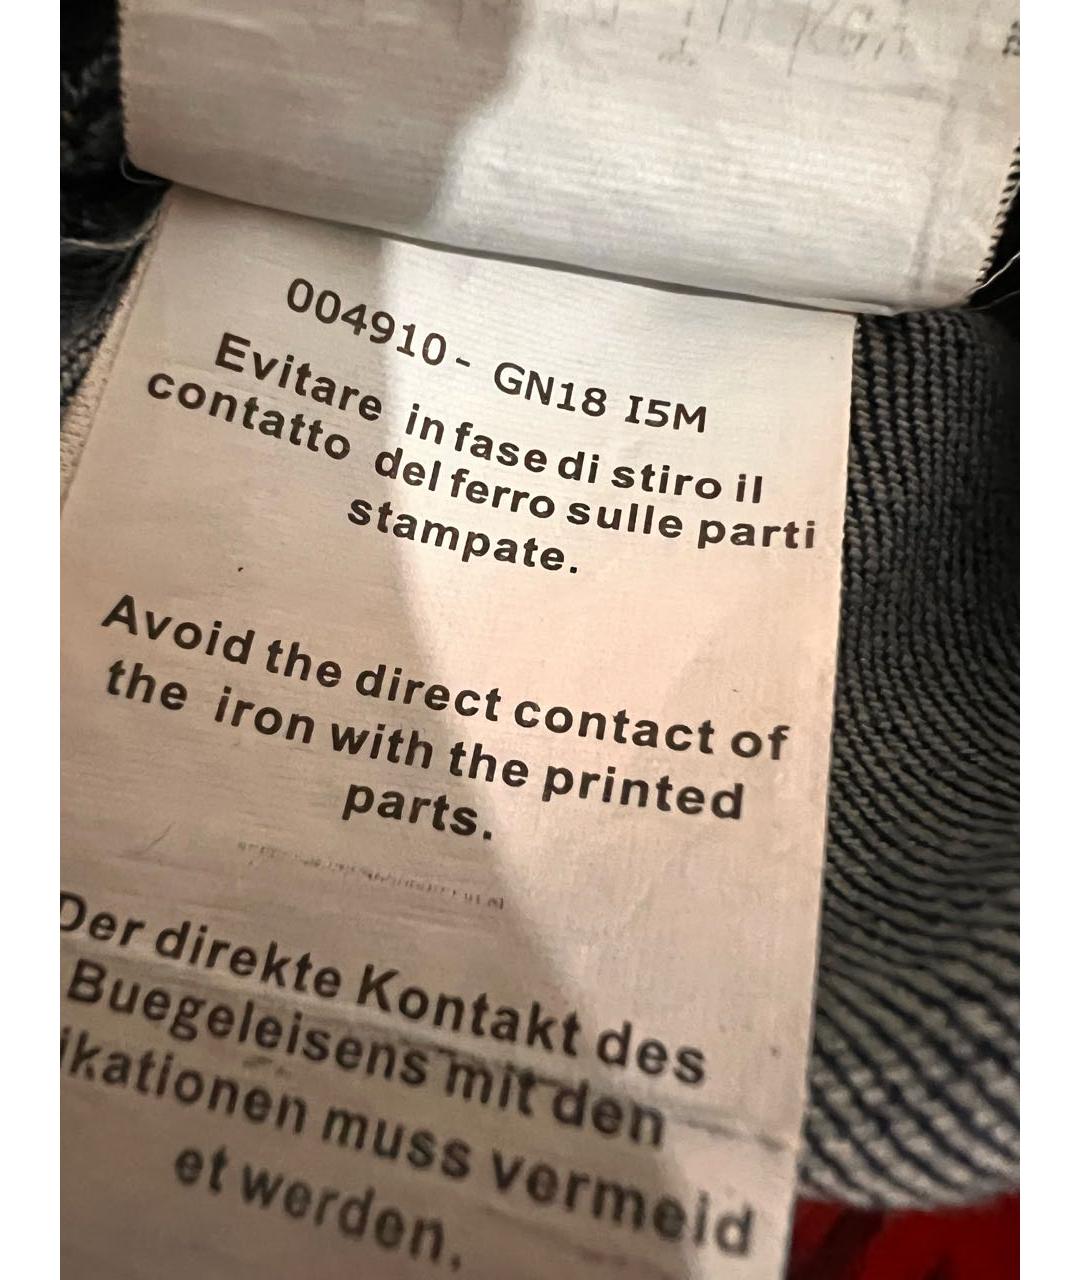 004910- GN18 I5M
Evitare in fase di stiro il
contatto del ferro sulle parti
stampate.
Avoid the direct contact of
the iron with the printed
parts.
Der direkte Kontakt des
Buegeleisens mit den
ikationen muss vermeid
et werden.